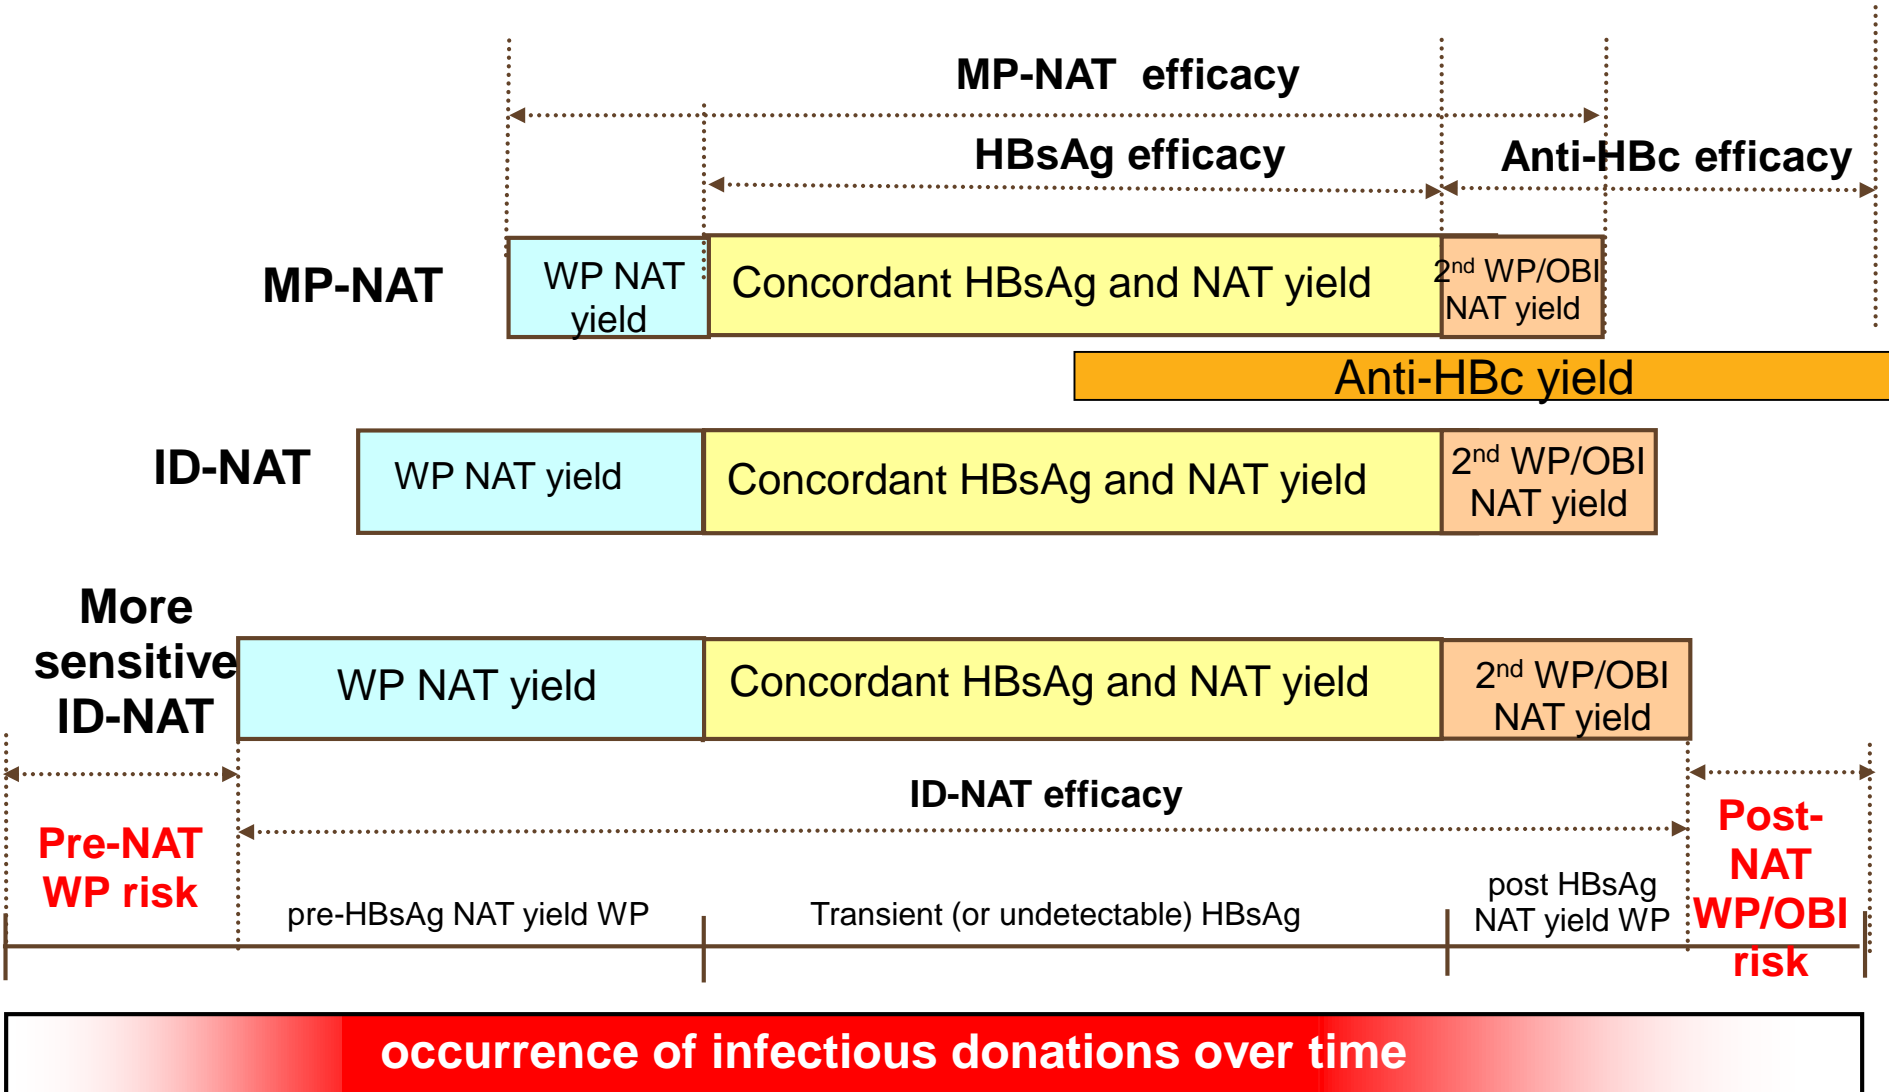 MP-NAT efficacy
HBsAg efficacy
Anti-HBc efficacy
MP-NAT
WP NAT
yield
Concordant HBsAg and NAT yield
2nd WP/OBI
NAT yield
Anti-HBc yield
ID-NAT
WP NAT yield
Concordant HBsAg and NAT yield
2nd WP/OBI
NAT yield
More
sensitive
ID-NAT
WP NAT yield
Concordant HBsAg and NAT yield
2nd WP/OBI
NAT yield
ID-NAT efficacy
Pre-NAT
WP risk
Post-
NAT
WP/OBI
risk
pre-HBsAg NAT yield WP
Transient (or undetectable) HBsAg
post HBsAg
NAT yield WP
occurrence of infectious donations over time